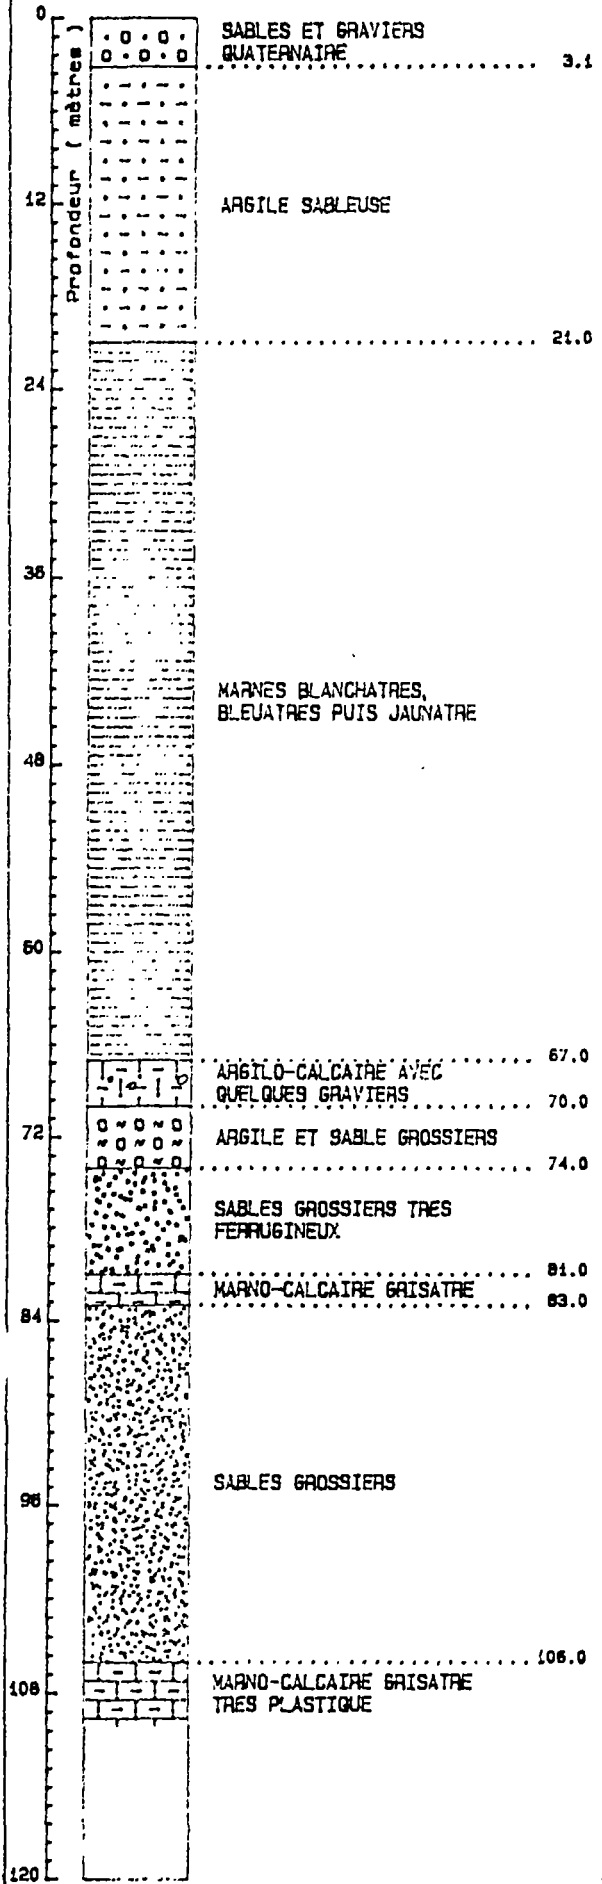 0
SABLES ET GRAVIERS
QUATERNAIRE
3.1
Profondeur ( mètres )
12
ARGILE SABLEUSE
21.0
24
36
MARNES BLANCHATRES,
BLEUATRES PUIS JAUNATRE
48
60
67.0
ARGILO-CALCAIRE AVEC
QUELQUES GRAVIERS
70.0
72
ARGILE ET SABLE GROSSIERS
74.0
SABLES GROSSIERS TRES
FERRUGINEUX
81.0
MARNO-CALCAIRE GRISATRE
83.0
84
SABLES GROSSIERS
96
106.0
108
MARNO-CALCAIRE GRISATRE
TRES PLASTIQUE
120